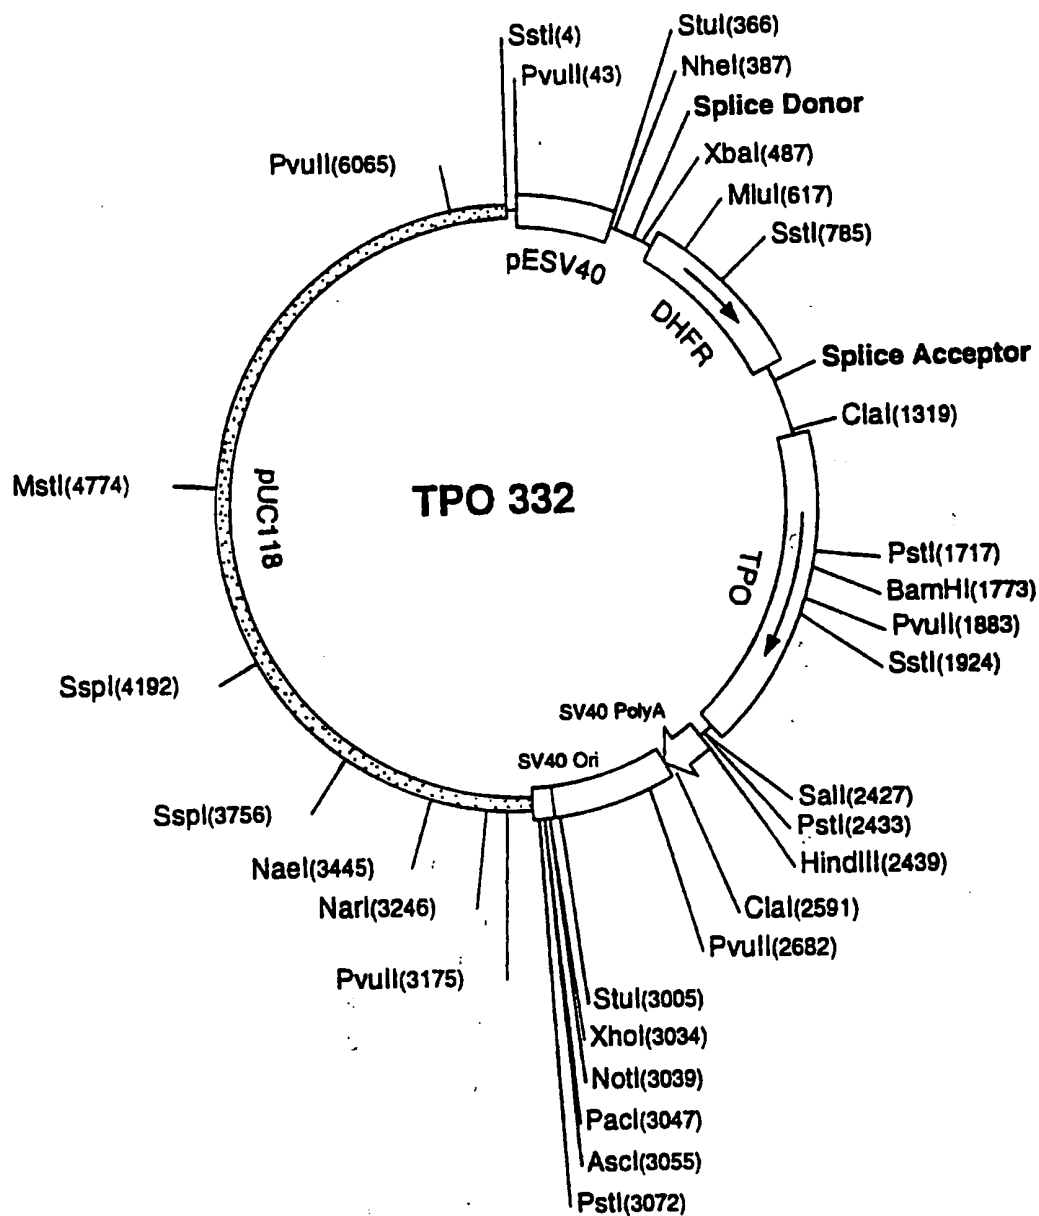 SstI(4)
StuI(366)
PvuII(43)
NheI(387)
Splice Donor
XbaI(487)
PvuII(6065)
MluI(617)
SstI(785)
pESV40
DHFR
Splice Acceptor
ClaI(1319)
MstI(4774)
pUC118
TPO 332
TPO
PstI(1717)
BamHI(1773)
PvuII(1883)
SstI(1924)
SspI(4192)
SV40 PolyA
SV40 Ori
SalI(2427)
PstI(2433)
HindIII(2439)
SspI(3756)
NaeI(3445)
NarI(3246)
ClaI(2591)
PvuII(2682)
PvuII(3175)
StuI(3005)
XhoI(3034)
NotI(3039)
PacI(3047)
AscI(3055)
PstI(3072)